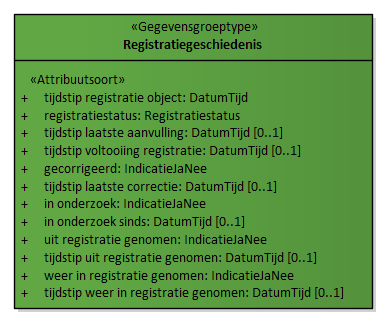 «Gegevensgroeptype»
Registratiegeschiedenis
«Attribuutsoort»
+ tijdstip registratie object: DatumTijd
+ registratiestatus: Registratiestatus
+ tijdstip laatste aanvulling: DatumTijd [0..1]
+ tijdstip voltooiing registratie: DatumTijd [0..1]
+ gecorrigeerd: IndicatieJaNee
+ tijdstip laatste correctie: DatumTijd [0..1]
+ in onderzoek: IndicatieJaNee
+ in onderzoek sinds: DatumTijd [0..1]
+ uit registratie genomen: IndicatieJaNee
+ tijdstip uit registratie genomen: DatumTijd [0..1]
+ weer in registratie genomen: IndicatieJaNee
+ tijdstip weer in registratie genomen: DatumTijd [0..1]